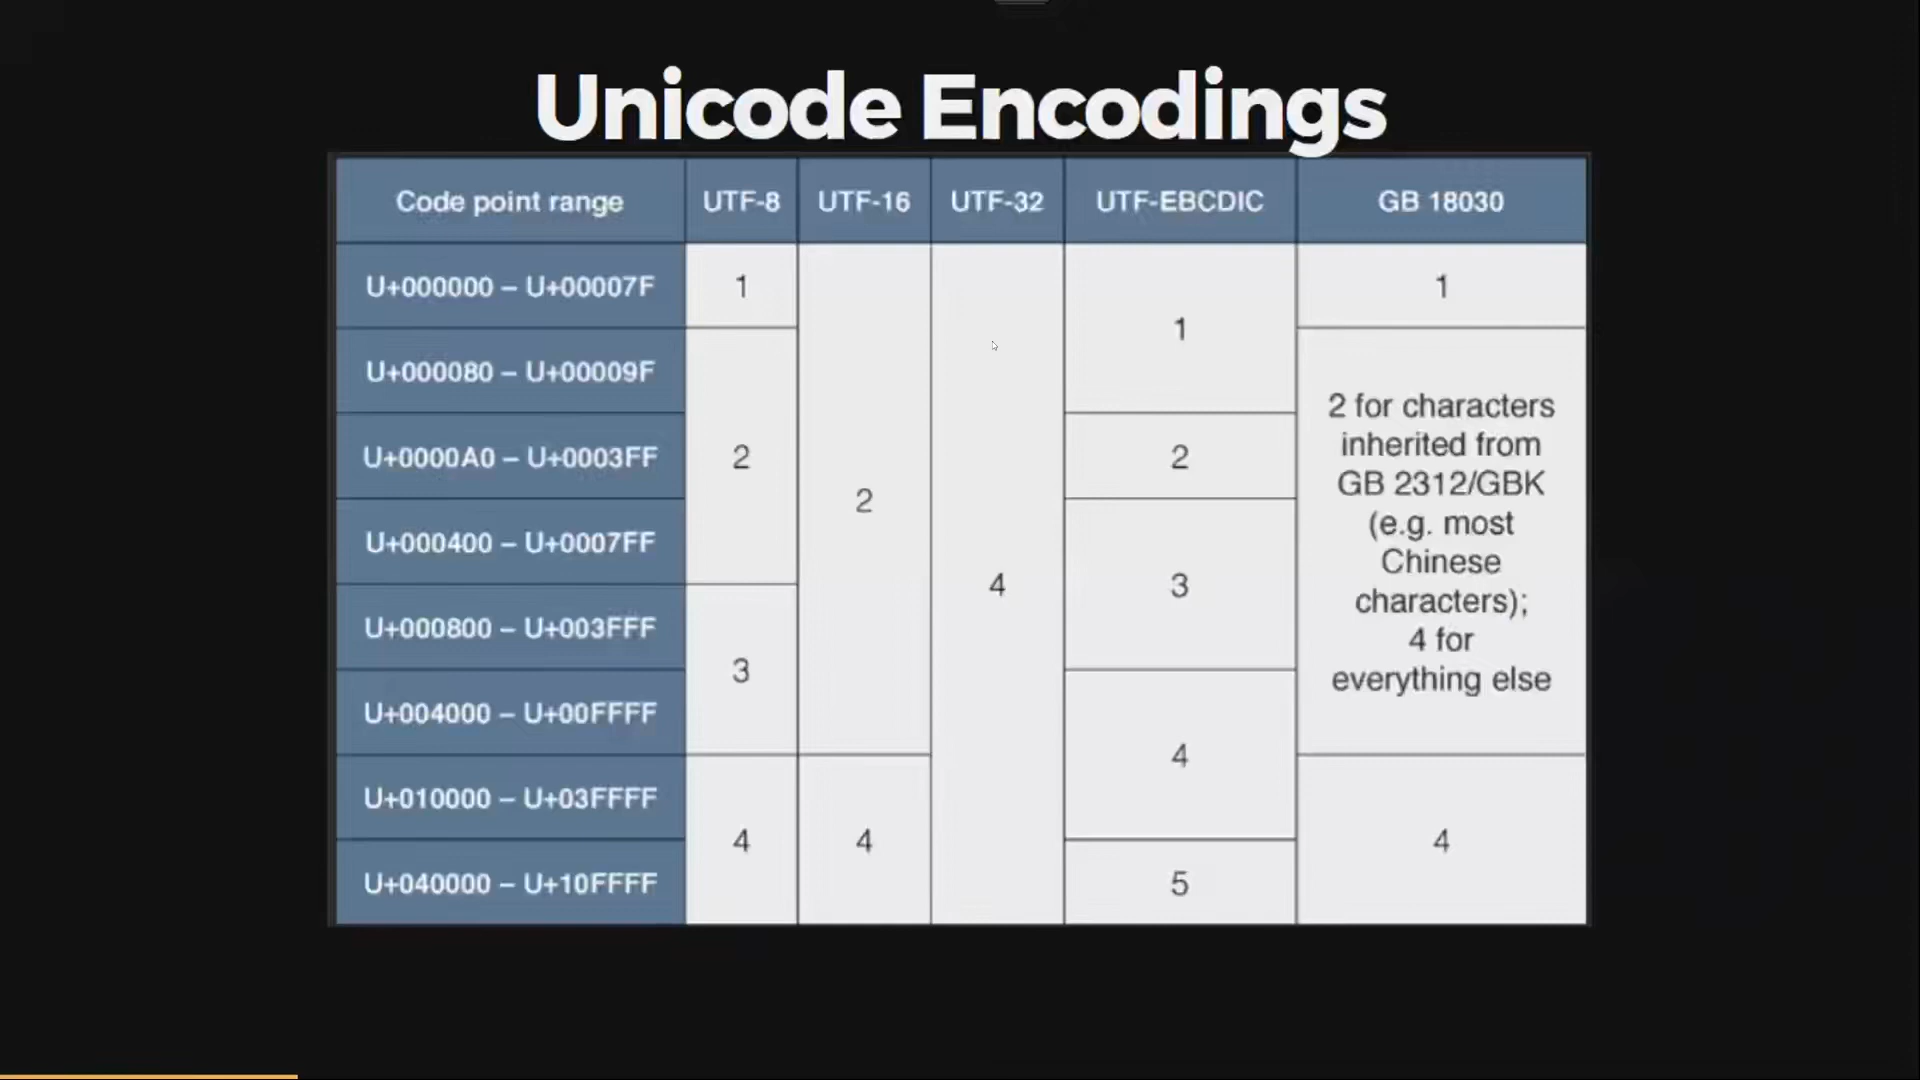 Unicode Encodings
Code point range UTF-8 UTF-16 UTF-32 UTF-EBCDIC GB 18030
U+000000 – U+00007F 1 2 4 1 1
U+000080 – U+00009F 2 2 for characters
inherited from
GB 2312/GBK
(e.g. most
Chinese
characters);
4 for
everything else
U+0000A0 – U+0003FF 2
U+000400 – U+0007FF 3
U+000800 – U+003FFF 3
U+004000 – U+00FFFF 4
U+010000 – U+03FFFF 4 4 4
U+040000 – U+10FFFF 5